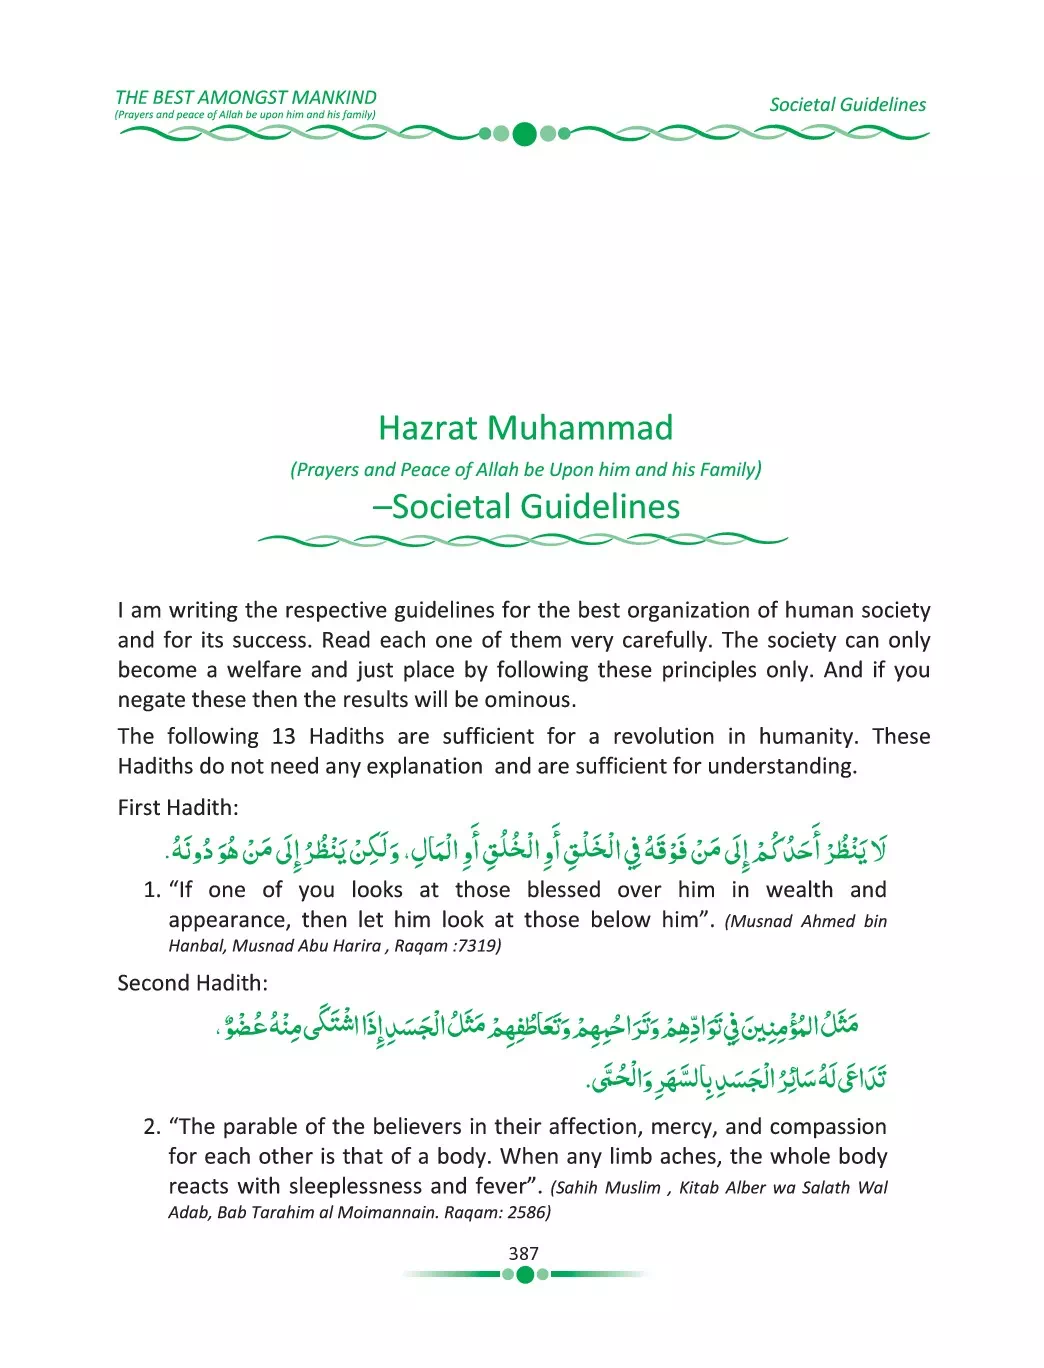 THE BEST AMONGST MANKIND
(Prayers and peace of Allah be upon him and his family)
Societal Guidelines
Hazrat Muhammad
(Prayers and Peace of Allah be Upon him and his Family)
–Societal Guidelines
I am writing the respective guidelines for the best organization of human society
and for its success. Read each one of them very carefully. The society can only
become a welfare and just place by following these principles only. And if you
negate these then the results will be ominous.
The following 13 Hadiths are sufficient for a revolution in humanity. These
Hadiths do not need any explanation and are sufficient for understanding.
First Hadith:
لَا يَنْظُرْ أَحَدُكُمْ إِلَى مَنْ فَوْقَهُ فِي الْخَلْقِ أَوِ الْخُلُقِ أَوِ الْمَالِ، وَلَكِنْ يَنْظُرُ إِلَى مَنْ هُوَ دُونَهُ.
1. “If one of you looks at those blessed over him in wealth and
appearance, then let him look at those below him”. (Musnad Ahmed bin
Hanbal, Musnad Abu Harira , Raqam :7319)
Second Hadith:
مَثَلُ المُؤْمِنِينَ فِي تَوَادِّهِمْ وَتَرَاحُمِهِمْ وَتَعَاطُفِهِمْ مَثَلُ الْجَسَدِ إِذَا اشْتَكَى مِنْهُ عُضْوٌ ،
تَدَاعَى لَهُ سَائِرُ الْجَسَدِ بِالسَّهَرِ وَالْحُمَّى.
2. “The parable of the believers in their affection, mercy, and compassion
for each other is that of a body. When any limb aches, the whole body
reacts with sleeplessness and fever”. (Sahih Muslim , Kitab Alber wa Salath Wal
Adab, Bab Tarahim al Moimannain. Raqam: 2586)
387